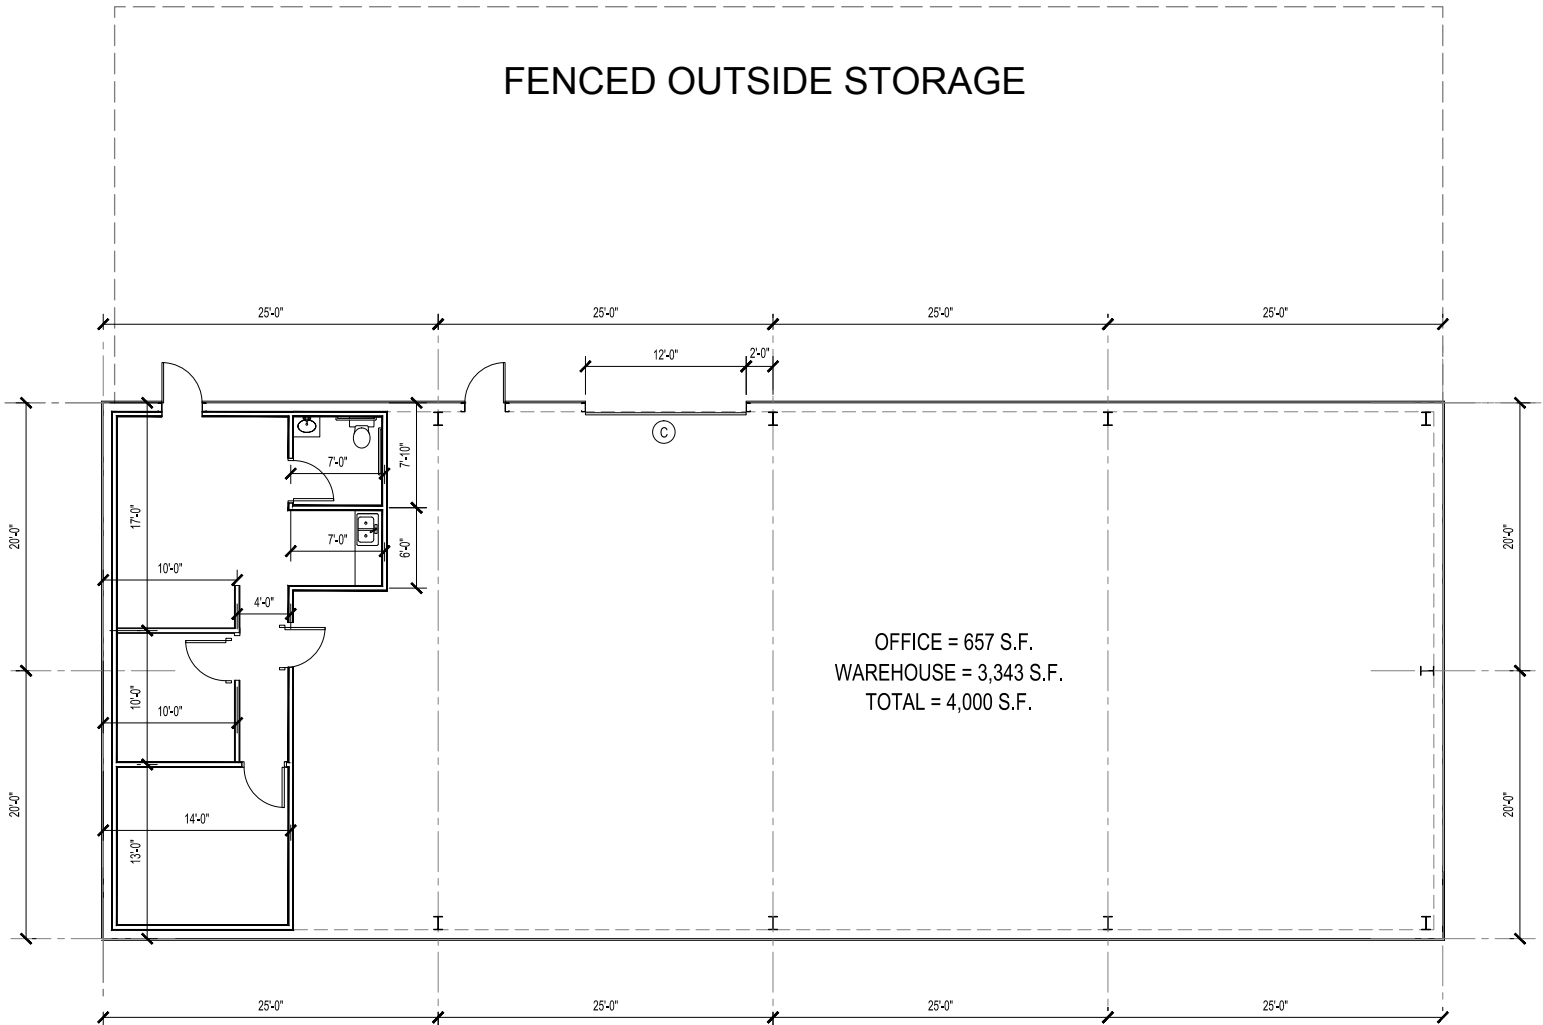 FENCED OUTSIDE STORAGE
25'-0" 25'-0" 25'-0" 25'-0"
12'-0" 2'-0"
C
7'-0" 7'-10"
17'-0"
20'-0" 7'-0" 6'-0" 20'-0"
10'-0"
4'-0"
OFFICE = 657 S.F.
WAREHOUSE = 3,343 S.F.
TOTAL = 4,000 S.F.
10'-0"
10'-0"
20'-0" 14'-0" 20'-0"
13'-0"
25'-0" 25'-0" 25'-0" 25'-0"